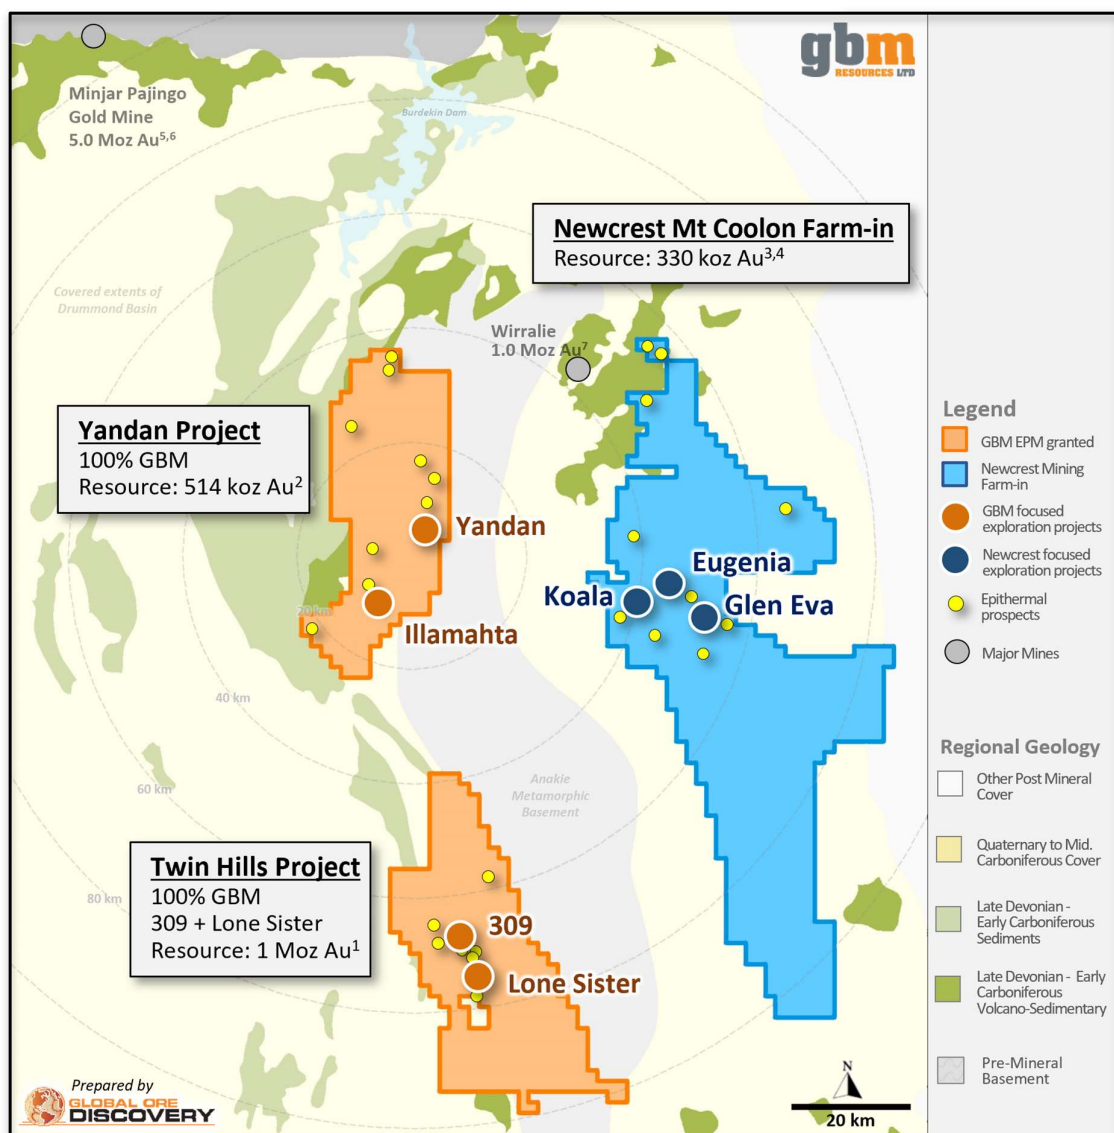 gbm
RESOURCES LTD
Minjar Pajingo
Gold Mine
5.0 Moz Au5,6
Burdekin Dam
Newcrest Mt Coolon Farm-in
Resource: 330 koz Au3,4
Covered extents of
Drummond Basin
Wirralie
1.0 Moz Au7
Yandan Project
100% GBM
Resource: 514 koz Au2
Yandan
Eugenia
Koala
Glen Eva
20 km
Illamahta
40 km
60 km
Anakie
Metamorphic
Basement
Twin Hills Project
100% GBM
309 + Lone Sister
Resource: 1 Moz Au1
80 km
309
Lone Sister
Legend
GBM EPM granted
Newcrest Mining
Farm-in
GBM focused
exploration projects
Newcrest focused
exploration projects
Epithermal
prospects
Major Mines
Regional Geology
Other Post Mineral
Cover
Quaternary to Mid.
Carboniferous Cover
Late Devonian -
Early Carboniferous
Sediments
Late Devonian - Early
Carboniferous
Volcano-Sedimentary
Pre-Mineral
Basement
Prepared by
GLOBAL ORE
DISCOVERY
N
20 km